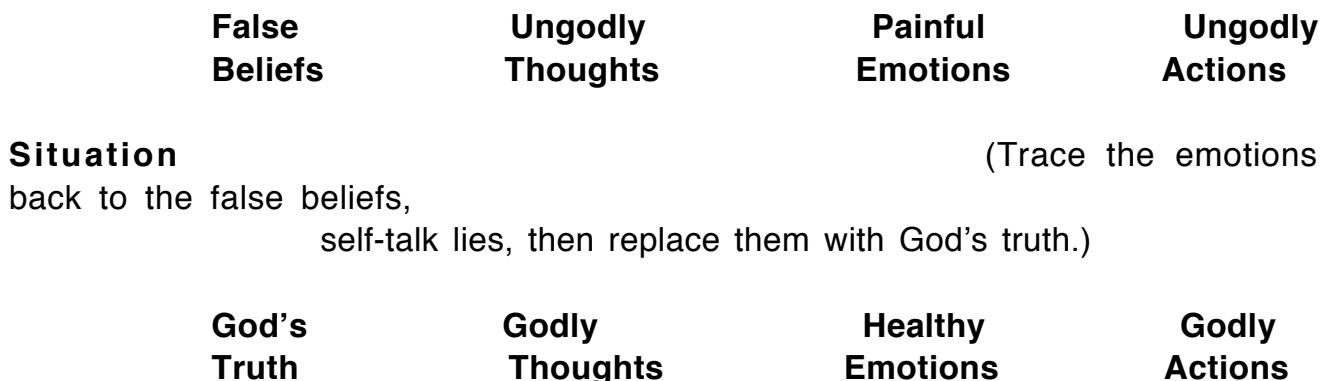 False Ungodly Painful Ungodly
Beliefs Thoughts Emotions Actions
Situation (Trace the emotions
back to the false beliefs,
self-talk lies, then replace them with God's truth.)
God's Godly Healthy Godly
Truth Thoughts Emotions Actions